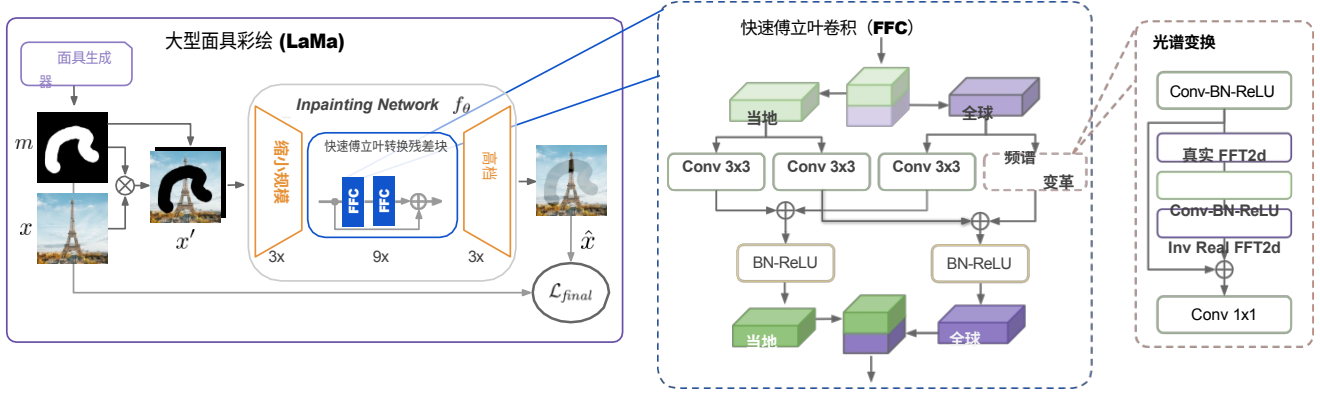 大型面具彩绘 (LaMa)
面具生成
器
m
x
x′
Inpainting Network f_θ
缩小规模
快速傅立叶转换残差块
FFC
FFC
高档
3x
9x
3x
x̂
ℒ_final
快速傅立叶卷积（FFC）
当地
全球
Conv 3x3
Conv 3x3
Conv 3x3
频谱
变革
BN-ReLU
BN-ReLU
当地
全球
光谱变换
Conv-BN-ReLU
真实 FFT2d
Conv-BN-ReLU
Inv Real FFT2d
Conv 1x1